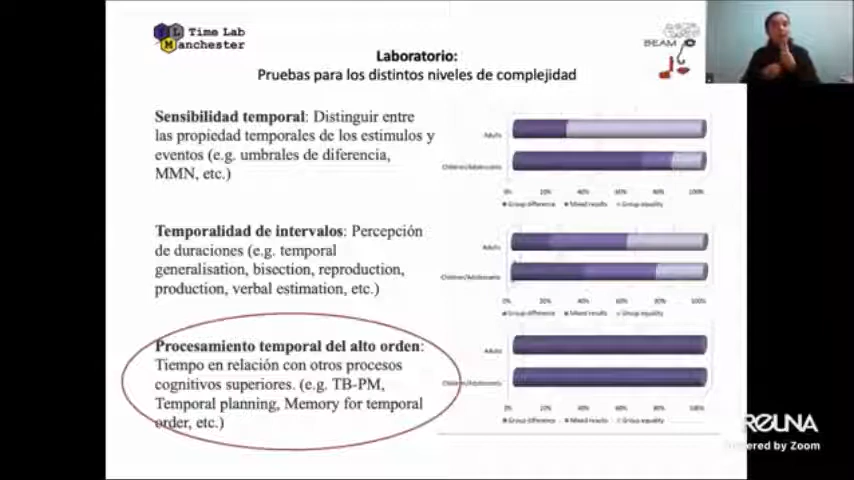 Time Lab
Manchester
BEAM
Laboratorio:
Pruebas para los distintos niveles de complejidad
Sensibilidad temporal: Distinguir entre
las propiedad temporales de los estimulos y
eventos (e.g. umbrales de diferencia,
MMN, etc.)
Adults
Children/Adolescents
0% 20% 40% 60% 80% 100%
Group difference Mixed results Group equality
Temporalidad de intervalos: Percepción
de duraciones (e.g. temporal
generalisation, bisection, reproduction,
production, verbal estimation, etc.)
Adults
Children/Adolescents
0% 20% 40% 60% 80% 100%
Group difference Mixed results Group equality
Procesamiento temporal del alto orden:
Tiempo en relación con otros procesos
cognitivos superiores. (e.g. TB-PM,
Temporal planning, Memory for temporal
order, etc.)
Adults
Children/Adolescents
0% 20% 40% 60% 80% 100%
Group difference Mixed results Group equality
REUNA
Powered by Zoom